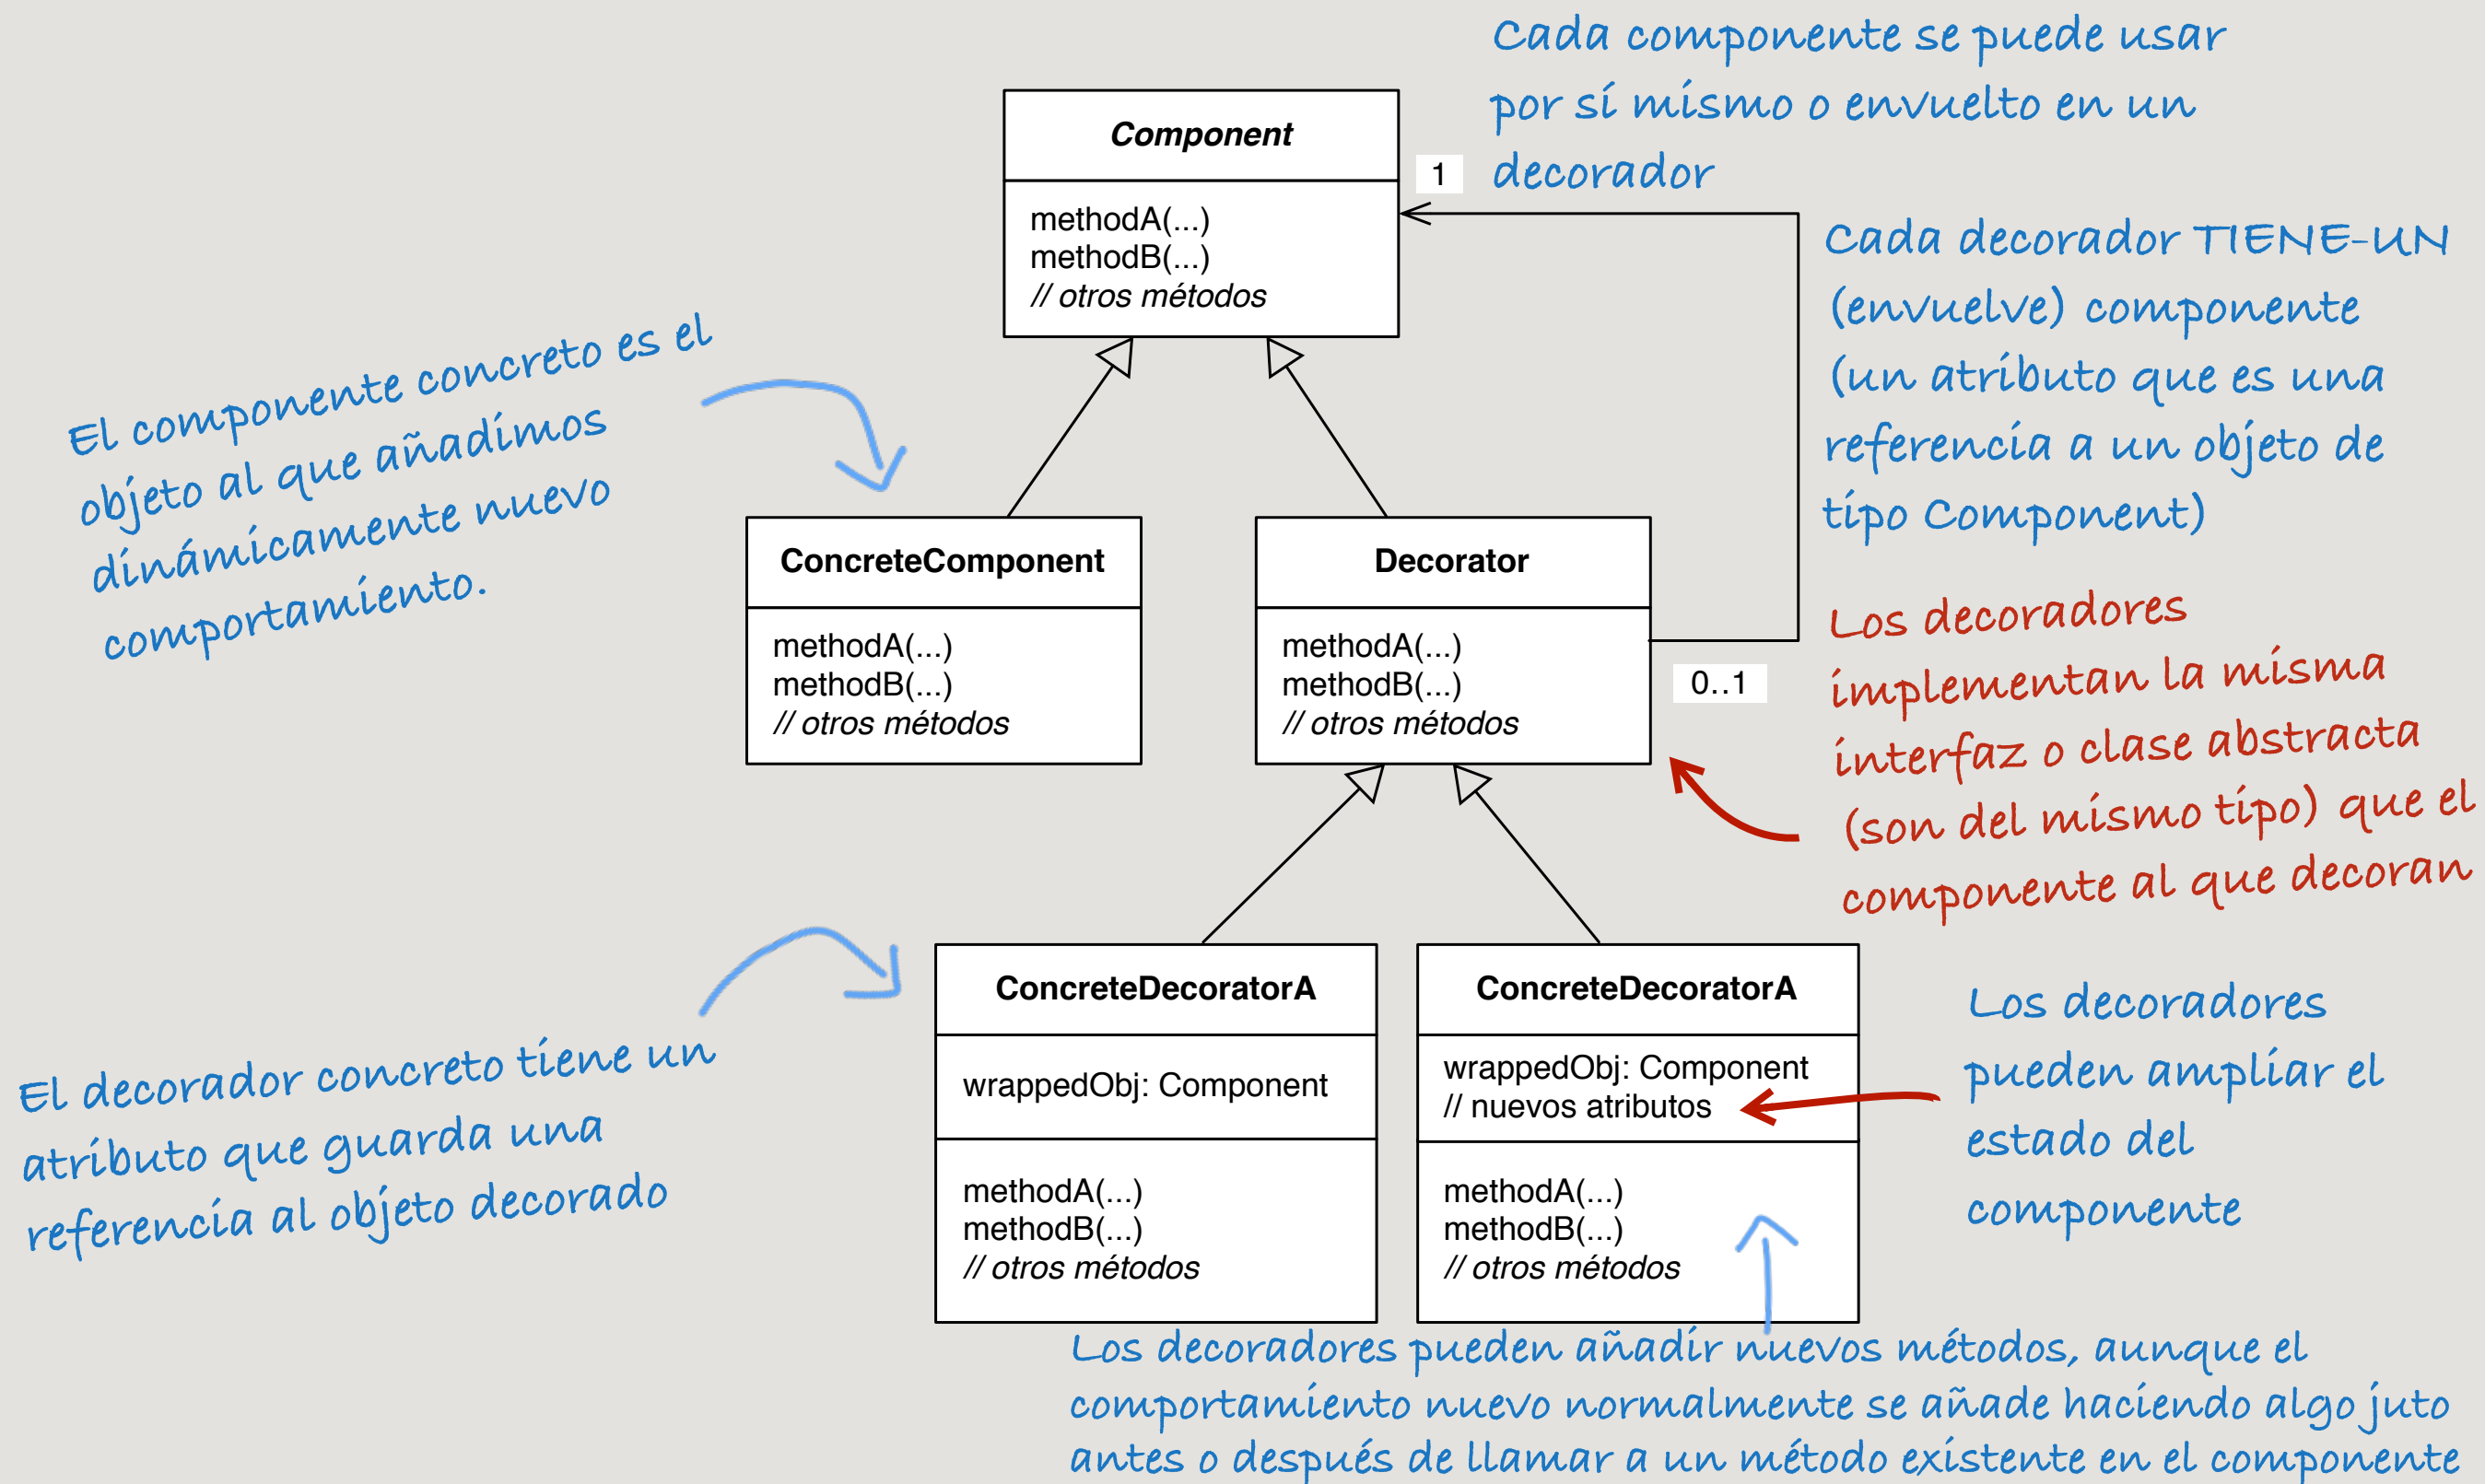 Cada componente se puede usar
por sí mismo o envuelto en un
decorador
Component
methodA(...)
methodB(...)
// otros métodos
1
Cada decorador TIENE-UN
(envuelve) componente
(un atributo que es una
referencia a un objeto de
tipo Component)
El componente concreto es el
objeto al que añadimos
dinámicamente nuevo
comportamiento.
ConcreteComponent
methodA(...)
methodB(...)
// otros métodos
Decorator
methodA(...)
methodB(...)
// otros métodos
0..1
Los decoradores
implementan la misma
interfaz o clase abstracta
(son del mismo tipo) que el
componente al que decoran
El decorador concreto tiene un
atributo que guarda una
referencia al objeto decorado
ConcreteDecoratorA
wrappedObj: Component
methodA(...)
methodB(...)
// otros métodos
ConcreteDecoratorA
wrappedObj: Component
// nuevos atributos
methodA(...)
methodB(...)
// otros métodos
Los decoradores
pueden ampliar el
estado del
componente
Los decoradores pueden añadir nuevos métodos, aunque el
comportamiento nuevo normalmente se añade haciendo algo juto
antes o después de llamar a un método existente en el componente